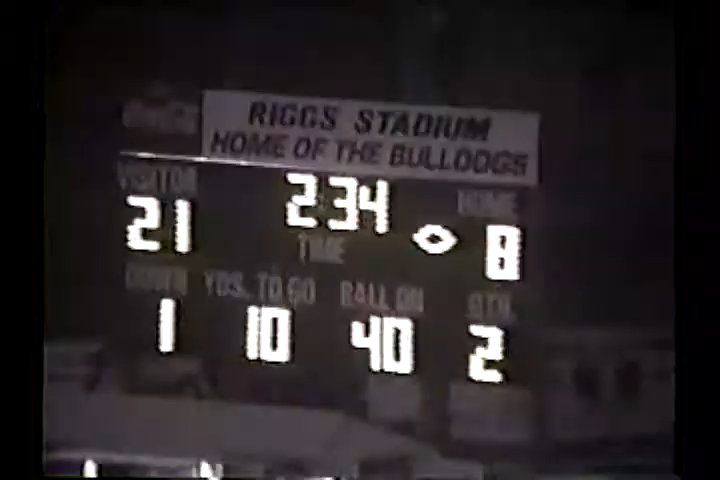 RIGGS STADIUM
HOME OF THE BULLDOGS
VISITOR 2:34 HOME
21 TIME 8
DOWN YDS. TO GO BALL ON QTR.
1 10 40 2